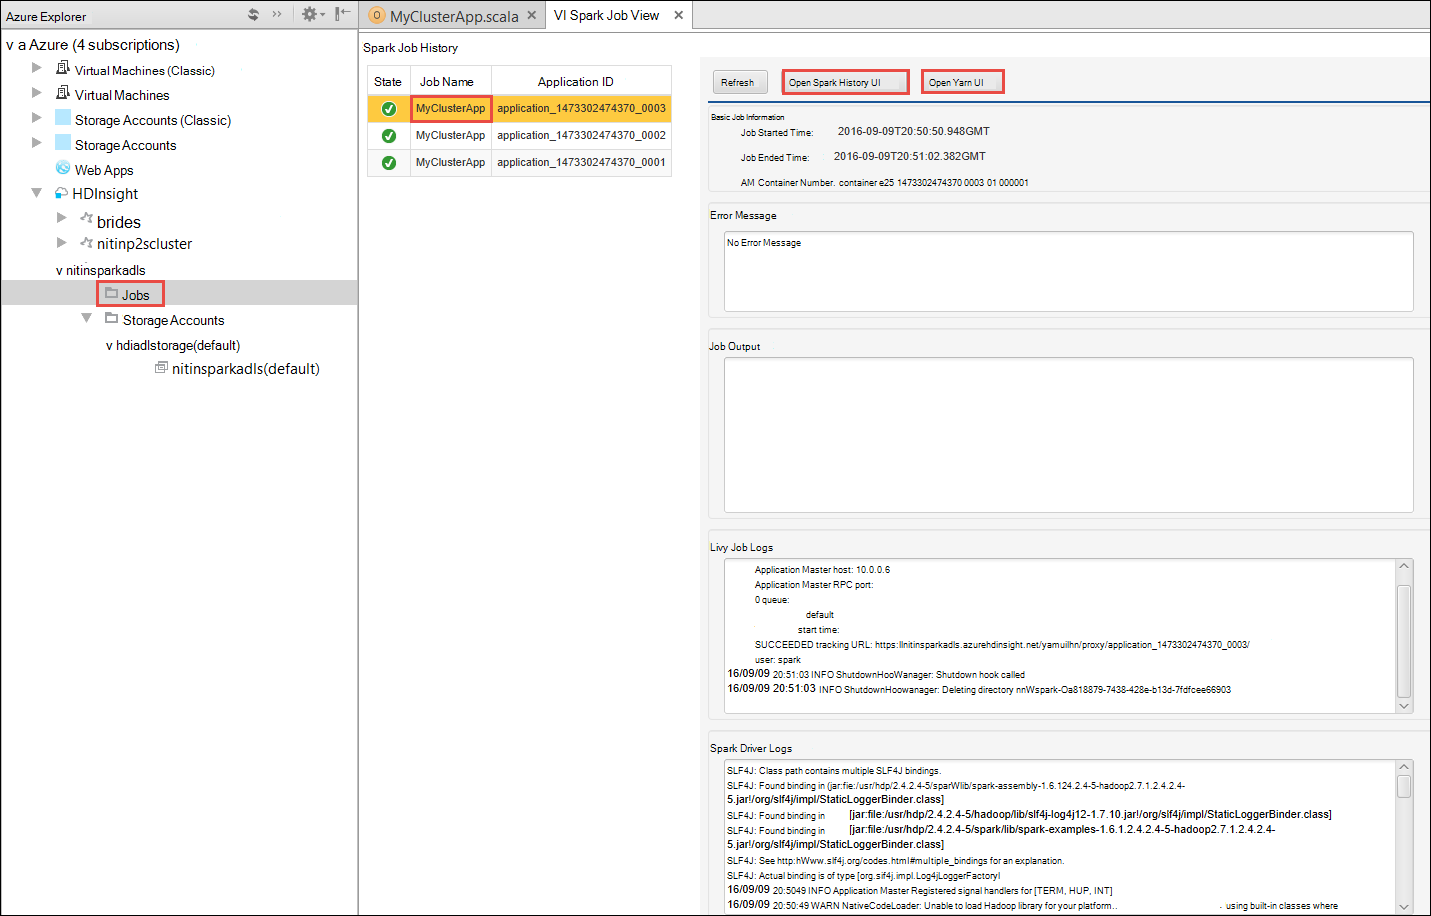 Azure Explorer
v a Azure (4 subscriptions)
Virtual Machines (Classic)
Virtual Machines
Storage Accounts (Classic)
Storage Accounts
Web Apps
HDInsight
brides
nitinp2scluster
v nitinsparkadls
Jobs
Storage Accounts
v hdiadlstorage(default)
nitinsparkadls(default)
MyClusterApp.scala
VI Spark Job View
Spark Job History
State Job Name Application ID
MyClusterApp application_1473302474370_0003
MyClusterApp application_1473302474370_0002
MyClusterApp application_1473302474370_0001
Refresh Open Spark History UI Open Yarn UI
Basic Job Information
Job Started Time: 2016-09-09T20:50:50.948GMT
Job Ended Time: 2016-09-09T20:51:02.382GMT
AM Container Number. container e25 1473302474370 0003 01 000001
Error Message
No Error Message
Job Output
Livy Job Logs
Application Master host: 10.0.0.6
Application Master RPC port:
0 queue:
default
start time:
SUCCEEDED tracking URL: https:llnitinsparkadls.azurehdinsight.net/yamuilhn/proxy/application_1473302474370_0003/
user: spark
16/09/09 20:51:03 INFO ShutdownHooWanager: Shutdown hook called
16/09/09 20:51:03 INFO ShutdownHoowanager: Deleting directory nnWspark-Oa818879-7438-428e-b13d-7fdfcee66903
Spark Driver Logs
SLF4J: Class path contains multiple SLF4J bindings.
SLF4J: Found binding in (jar:fie:/usr/hdp/2.4.2.4-5/sparWlib/spark-assembly-1.6.124.2.4-5-hadoop2.7.1.2.4.2.4-
5.jar!/org/slf4j/impl/StaticLoggerBinder.class]
SLF4J: Found binding in [jar:file:/usr/hdp/2.4.2.4-5/hadoop/lib/slf4j-log4j12-1.7.10.jar!/org/slf4j/impl/StaticLoggerBinder.class]
SLF4J: Found binding in [jar:file:/usr/hdp/2.4.2.4-5/spark/lib/spark-examples-1.6.1.2.4.2.4-5-hadoop2.7.1.2.4.2.4-
5.jar!/org/slf4j/impl/StaticLoggerBinder.class]
SLF4J: See http:hWww.slf4j.org/codes.html#multiple_bindings for an explanation.
SLF4J: Actual binding is of type [org.sif4j.impl.Log4jLoggerFactoryl
16/09/09 20:5049 INFO Application Master Registered signal handlers for [TERM, HUP, INT]
16/09/09 20:50:49 WARN NativeCodeLoader: Unable to load Hadoop library for your platform.. . using built-in classes where